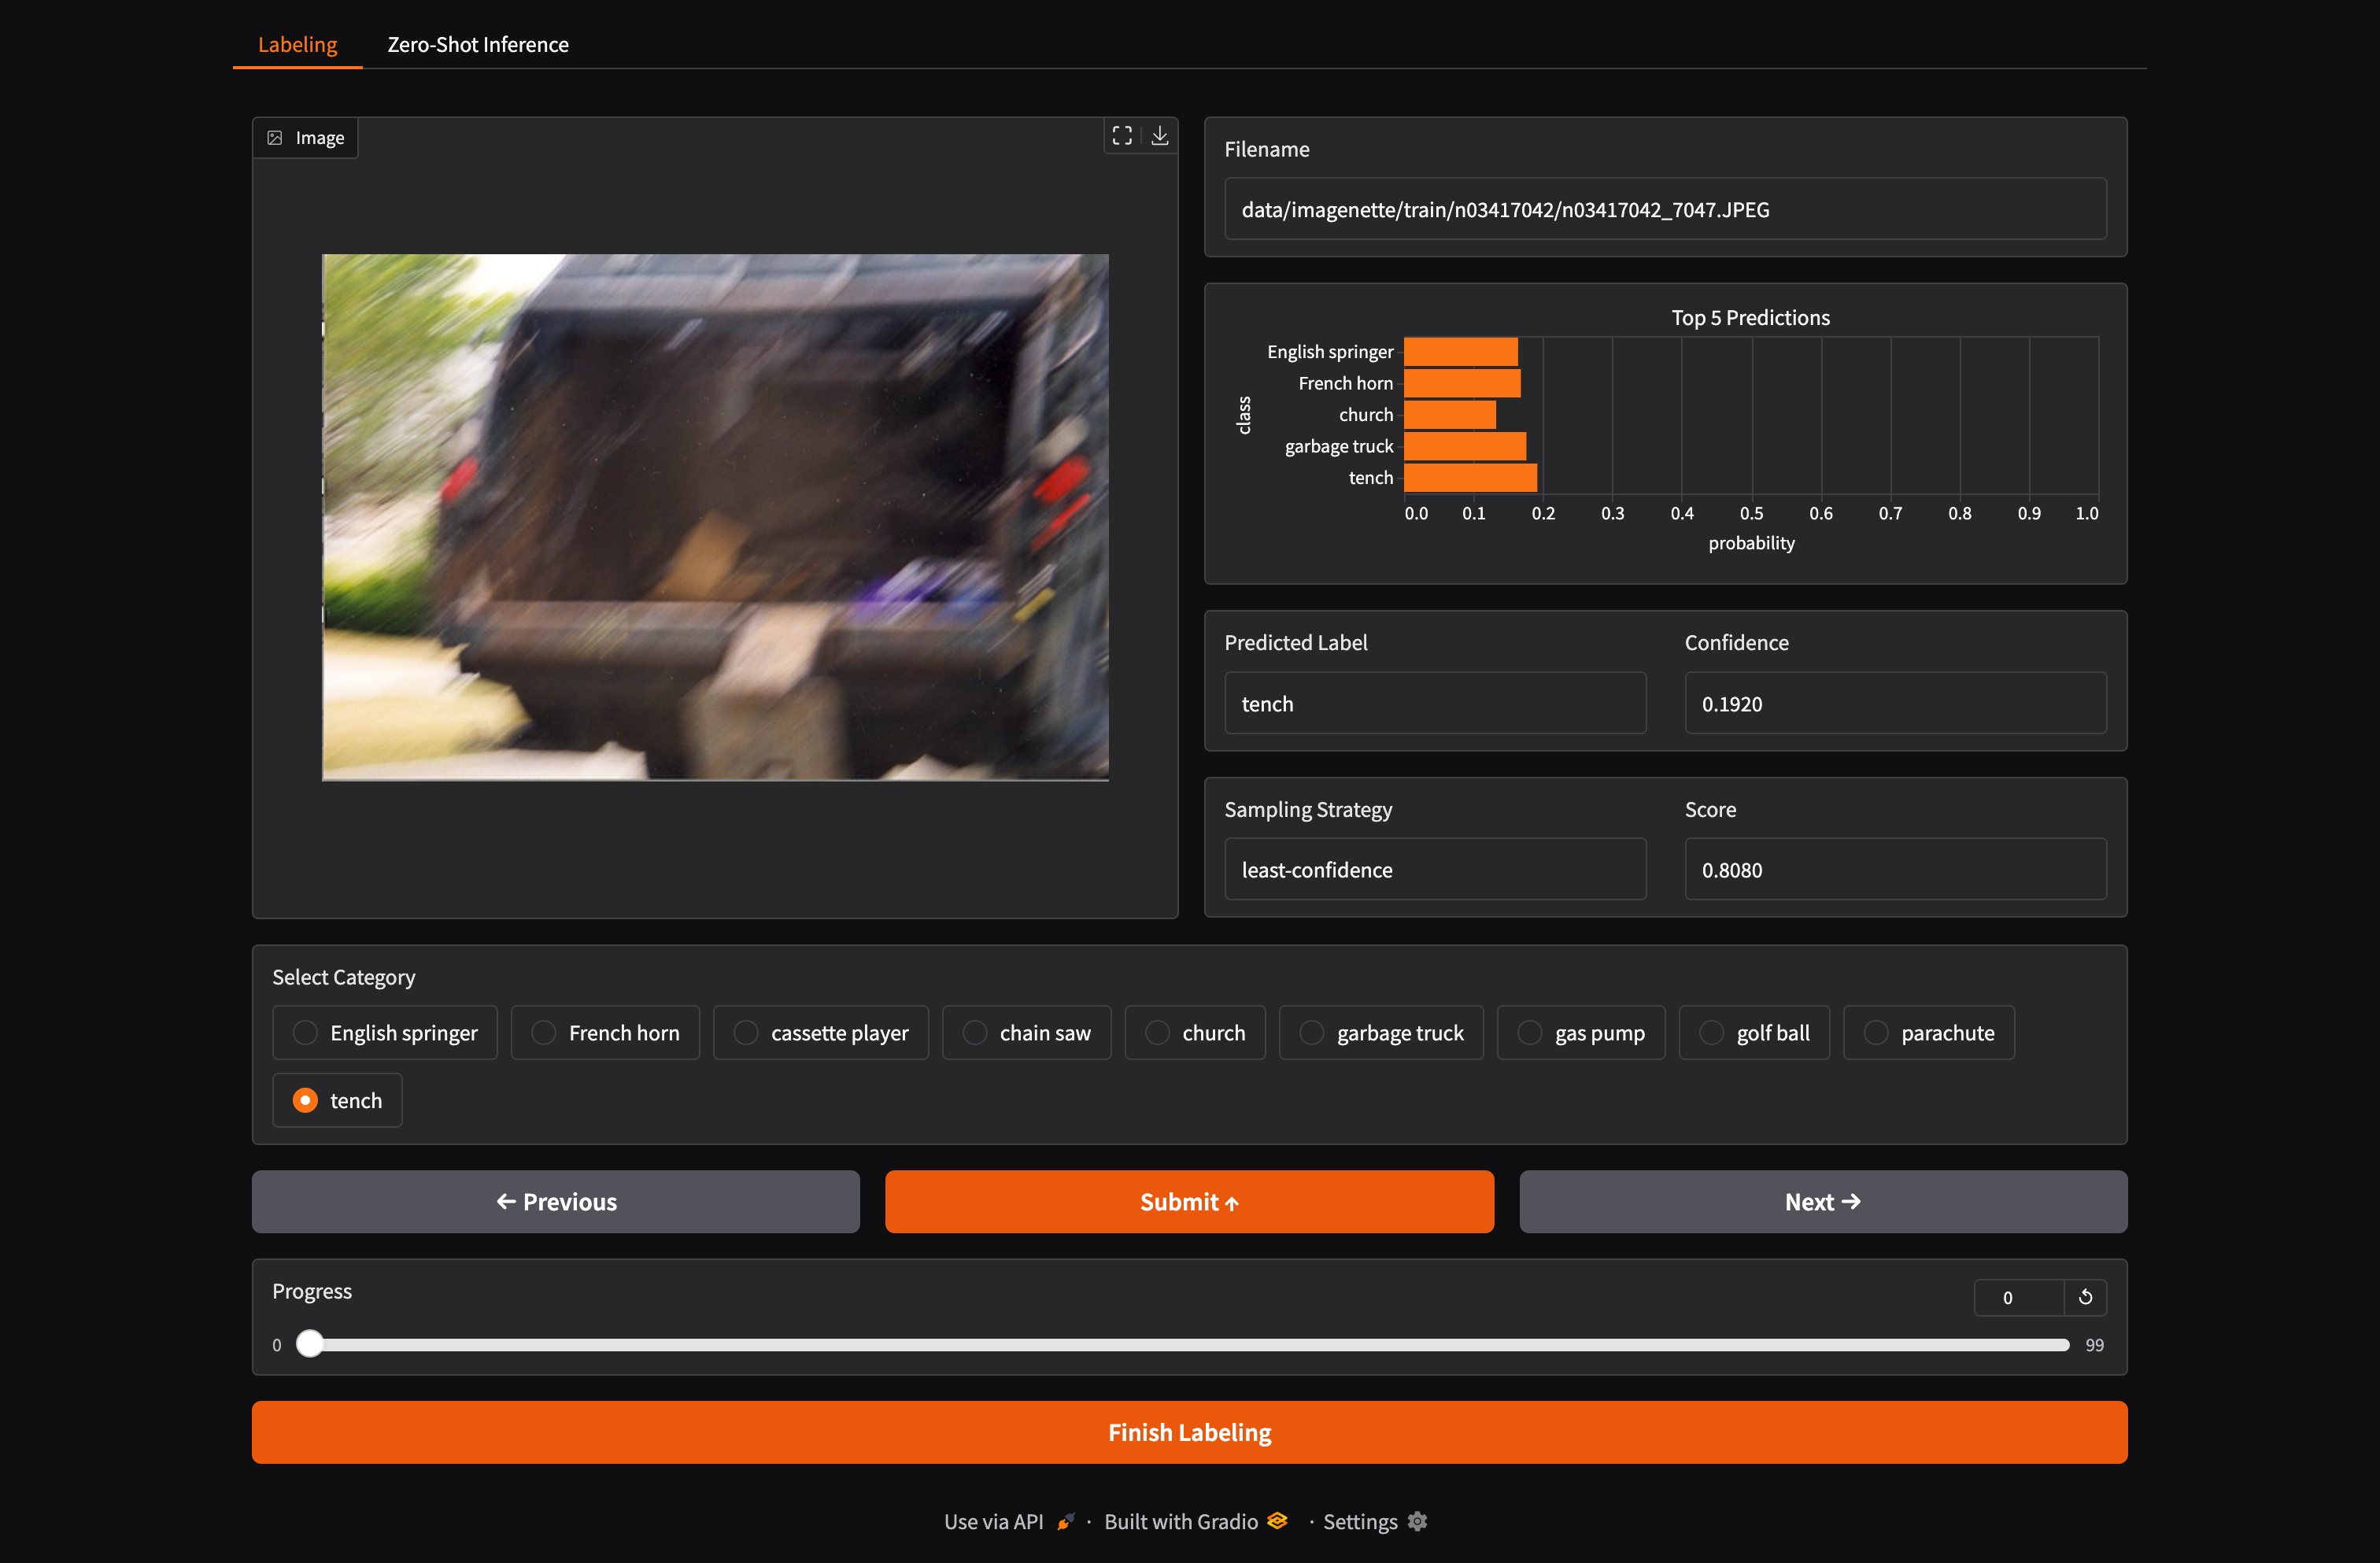 Labeling
Zero-Shot Inference
Image
Filename
data/imagenette/train/n03417042/n03417042_7047.JPEG
Top 5 Predictions
class
English springer
French horn
church
garbage truck
tench
0.0 0.1 0.2 0.3 0.4 0.5 0.6 0.7 0.8 0.9 1.0
probability
Predicted Label
tench
Confidence
0.1920
Sampling Strategy
least-confidence
Score
0.8080
Select Category
English springer
French horn
cassette player
chain saw
church
garbage truck
gas pump
golf ball
parachute
tench
← Previous
Submit ↑
Next →
Progress
0
0
99
Finish Labeling
Use via API · Built with Gradio · Settings